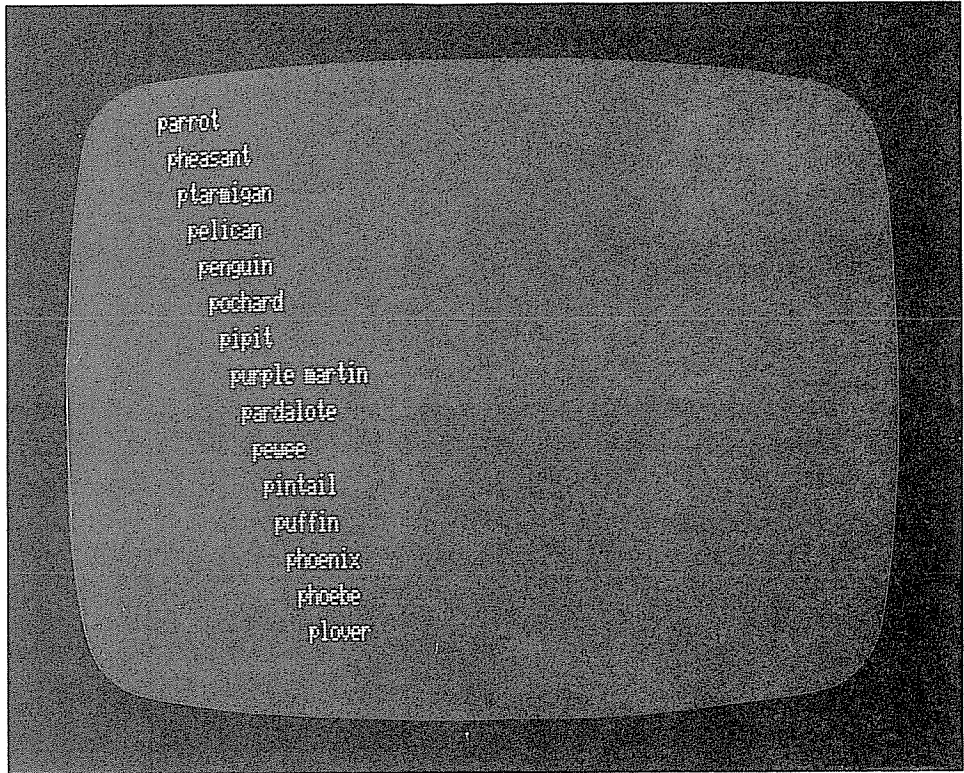 parrot
pheasant
ptarmigan
pelican
penguin
pochard
pipit
purple martin
pardalote
pewee
pintail
puffin
phoenix
phoebe
plover